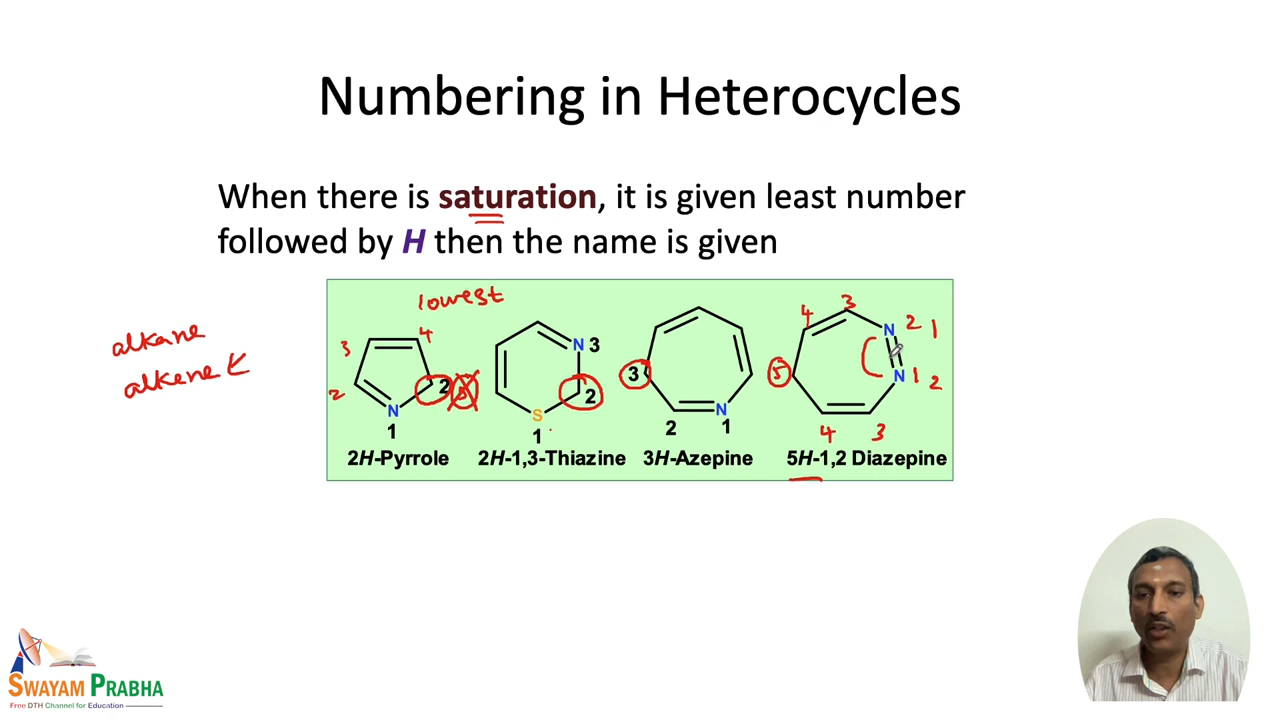 Numbering in Heterocycles
When there is saturation, it is given least number
followed by H then the name is given
lowest
alkane
alkene
3
4
2
2
5
N
1
N 3
2
S
1
3
2
N
1
4
3
N 2 1
5
N 1 2
4
3
2H-Pyrrole
2H-1,3-Thiazine
3H-Azepine
5H-1,2 Diazepine
SWAYAM PRABHA
Free DTH Channel for Education